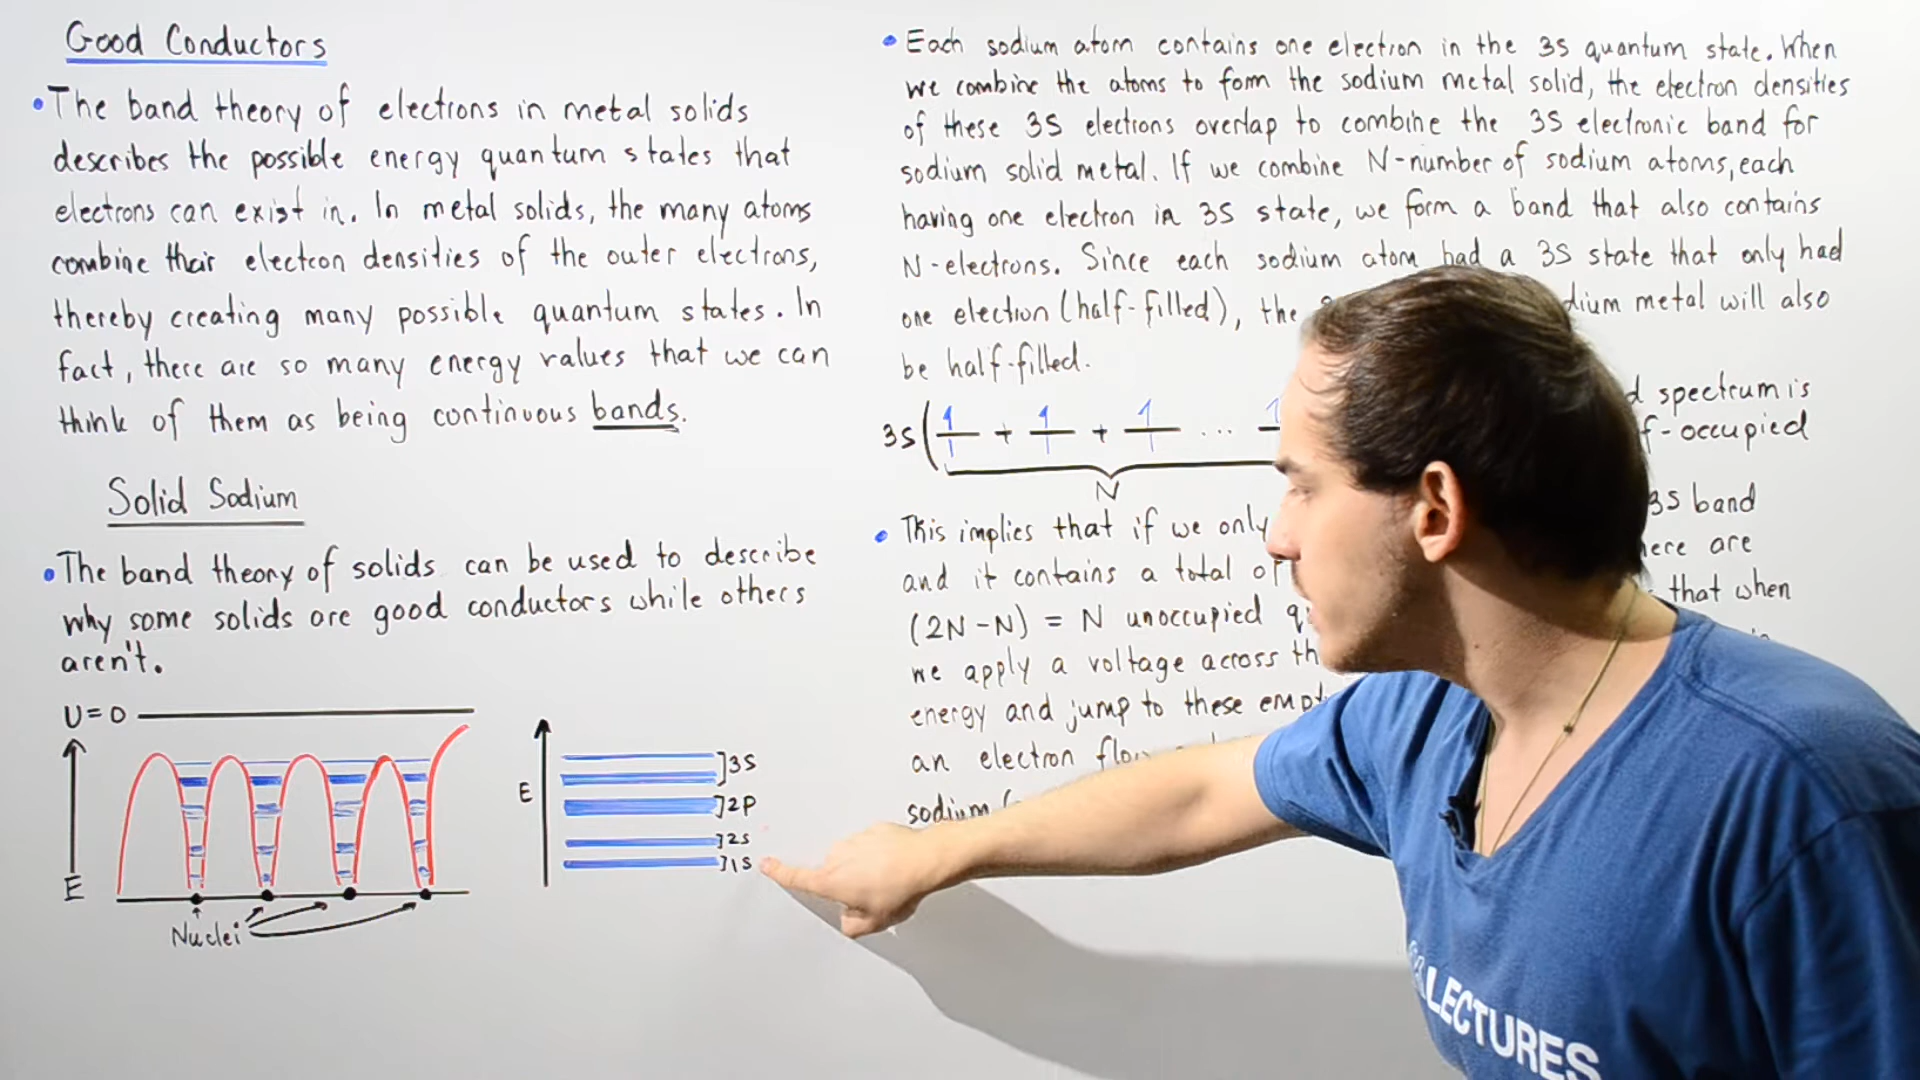 Good Conductors
• The band theory of electrons in metal solids
describes the possible energy quantum states that
electrons can exist in. In metal solids, the many atoms
combine their electron densities of the outer electrons,
thereby creating many possible quantum states. In
fact, there are so many energy values that we can
think of them as being continuous bands.
Solid Sodium
• The band theory of solids can be used to describe
why some solids are good conductors while others
aren't.
U=0
E
Nuclei
E
]3s
]2p
]2s
]1s
• Each sodium atom contains one electron in the 3s quantum state. When
we combine the atoms to form the sodium metal solid, the electron densities
of these 3s electrons overlap to combine the 3s electronic band for
sodium solid metal. If we combine N-number of sodium atoms, each
having one electron in 3s state, we form a band that also contains
N-electrons. Since each sodium atom had a 3s state that only had
one electron (half-filled), the dium metal will also
be half-filled.
d spectrum is
3s( 1 + 1 + 1 ... 1 f-occupied
N
3s band
• This implies that if we only here are
and it contains a total of that when
(2N-N) = N unoccupied
we apply a voltage across th
energy and jump to these empt
an electron flow
sodium
LECTURES